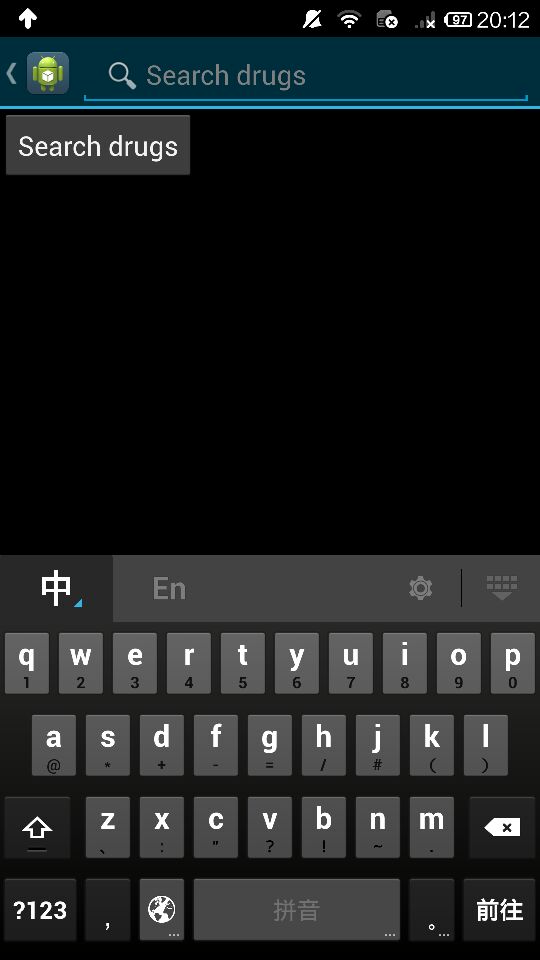 97 20:12
Search drugs
Search drugs
中 En
q w e r t y u i o p
1 2 3 4 5 6 7 8 9 0
a s d f g h j k l
@ * + - = / # ( )
z x c v b n m
、 : " ? ! ~ .
?123 , 拼音 。 前往